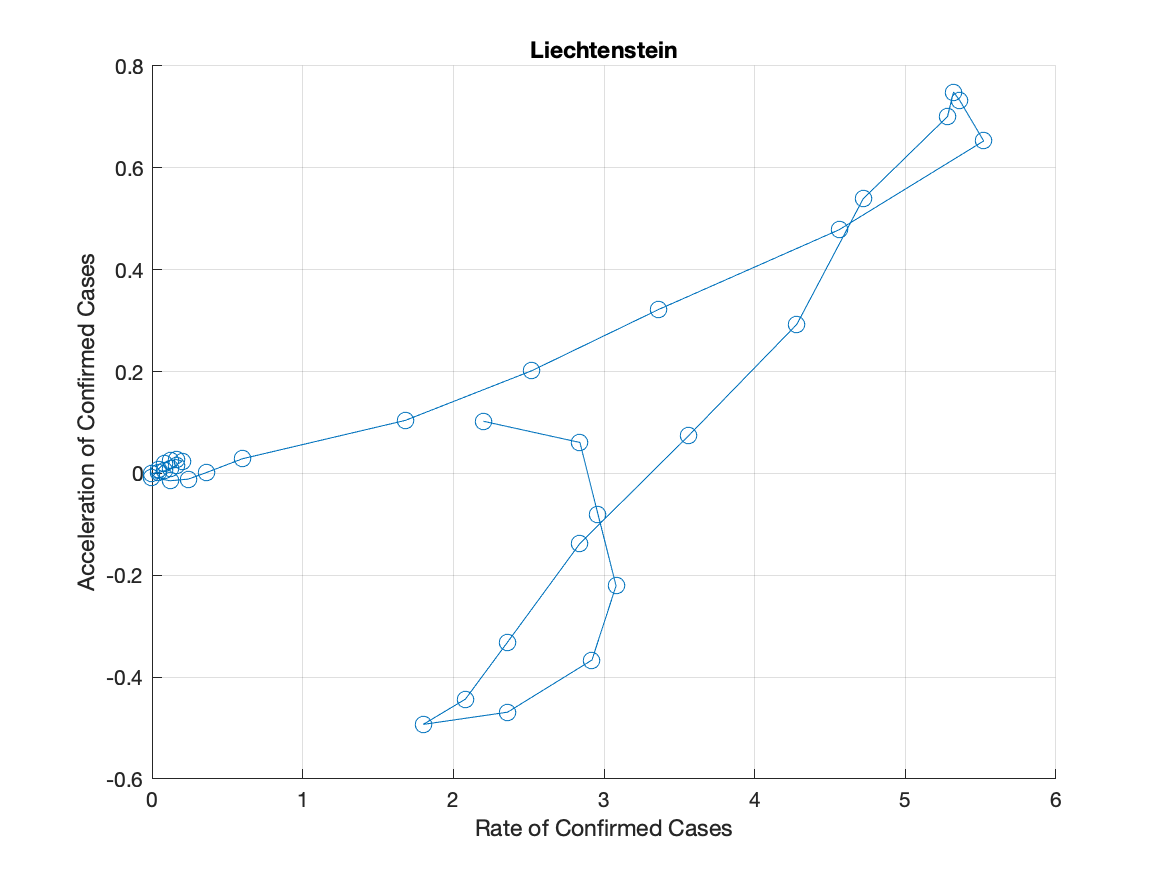 Liechtenstein
0.8
0.6
0.4
0.2
0
-0.2
-0.4
-0.6
Acceleration of Confirmed Cases
0 1 2 3 4 5 6
Rate of Confirmed Cases